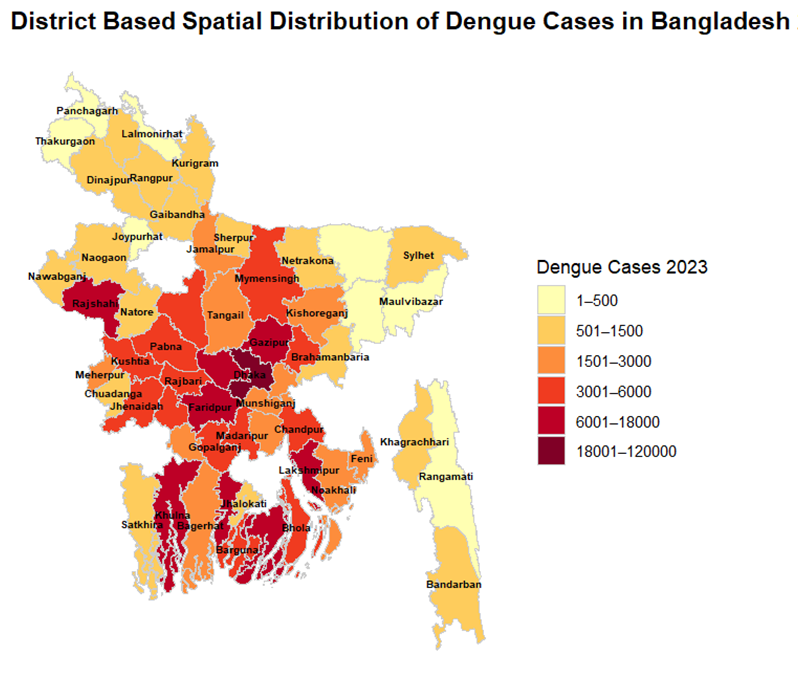 District Based Spatial Distribution of Dengue Cases in Bangladesh
Panchagarh
Thakurgaon
Lalmonirhat
Kurigram
Dinajpur
Rangpur
Gaibandha
Joypurhat
Sherpur
Jamalpur
Naogaon
Netrakona
Sylhet
Nawabganj
Mymensingh
Maulvibazar
Rajshahi
Natore
Tangail
Kishoreganj
Pabna
Gazipur
Kushtia
Brahamanbaria
Meherpur
Rajbari
Dhaka
Chuadanga
Jhenaidah
Faridpur
Munshiganj
Madaripur
Chandpur
Gopalganj
Khagrachhari
Feni
Lakshmipur
Rangamati
Noakhali
Jhalokati
Satkhira
Khulna
Bagerhat
Bhola
Barguna
Bandarban
Dengue Cases 2023
1–500
501–1500
1501–3000
3001–6000
6001–18000
18001–120000